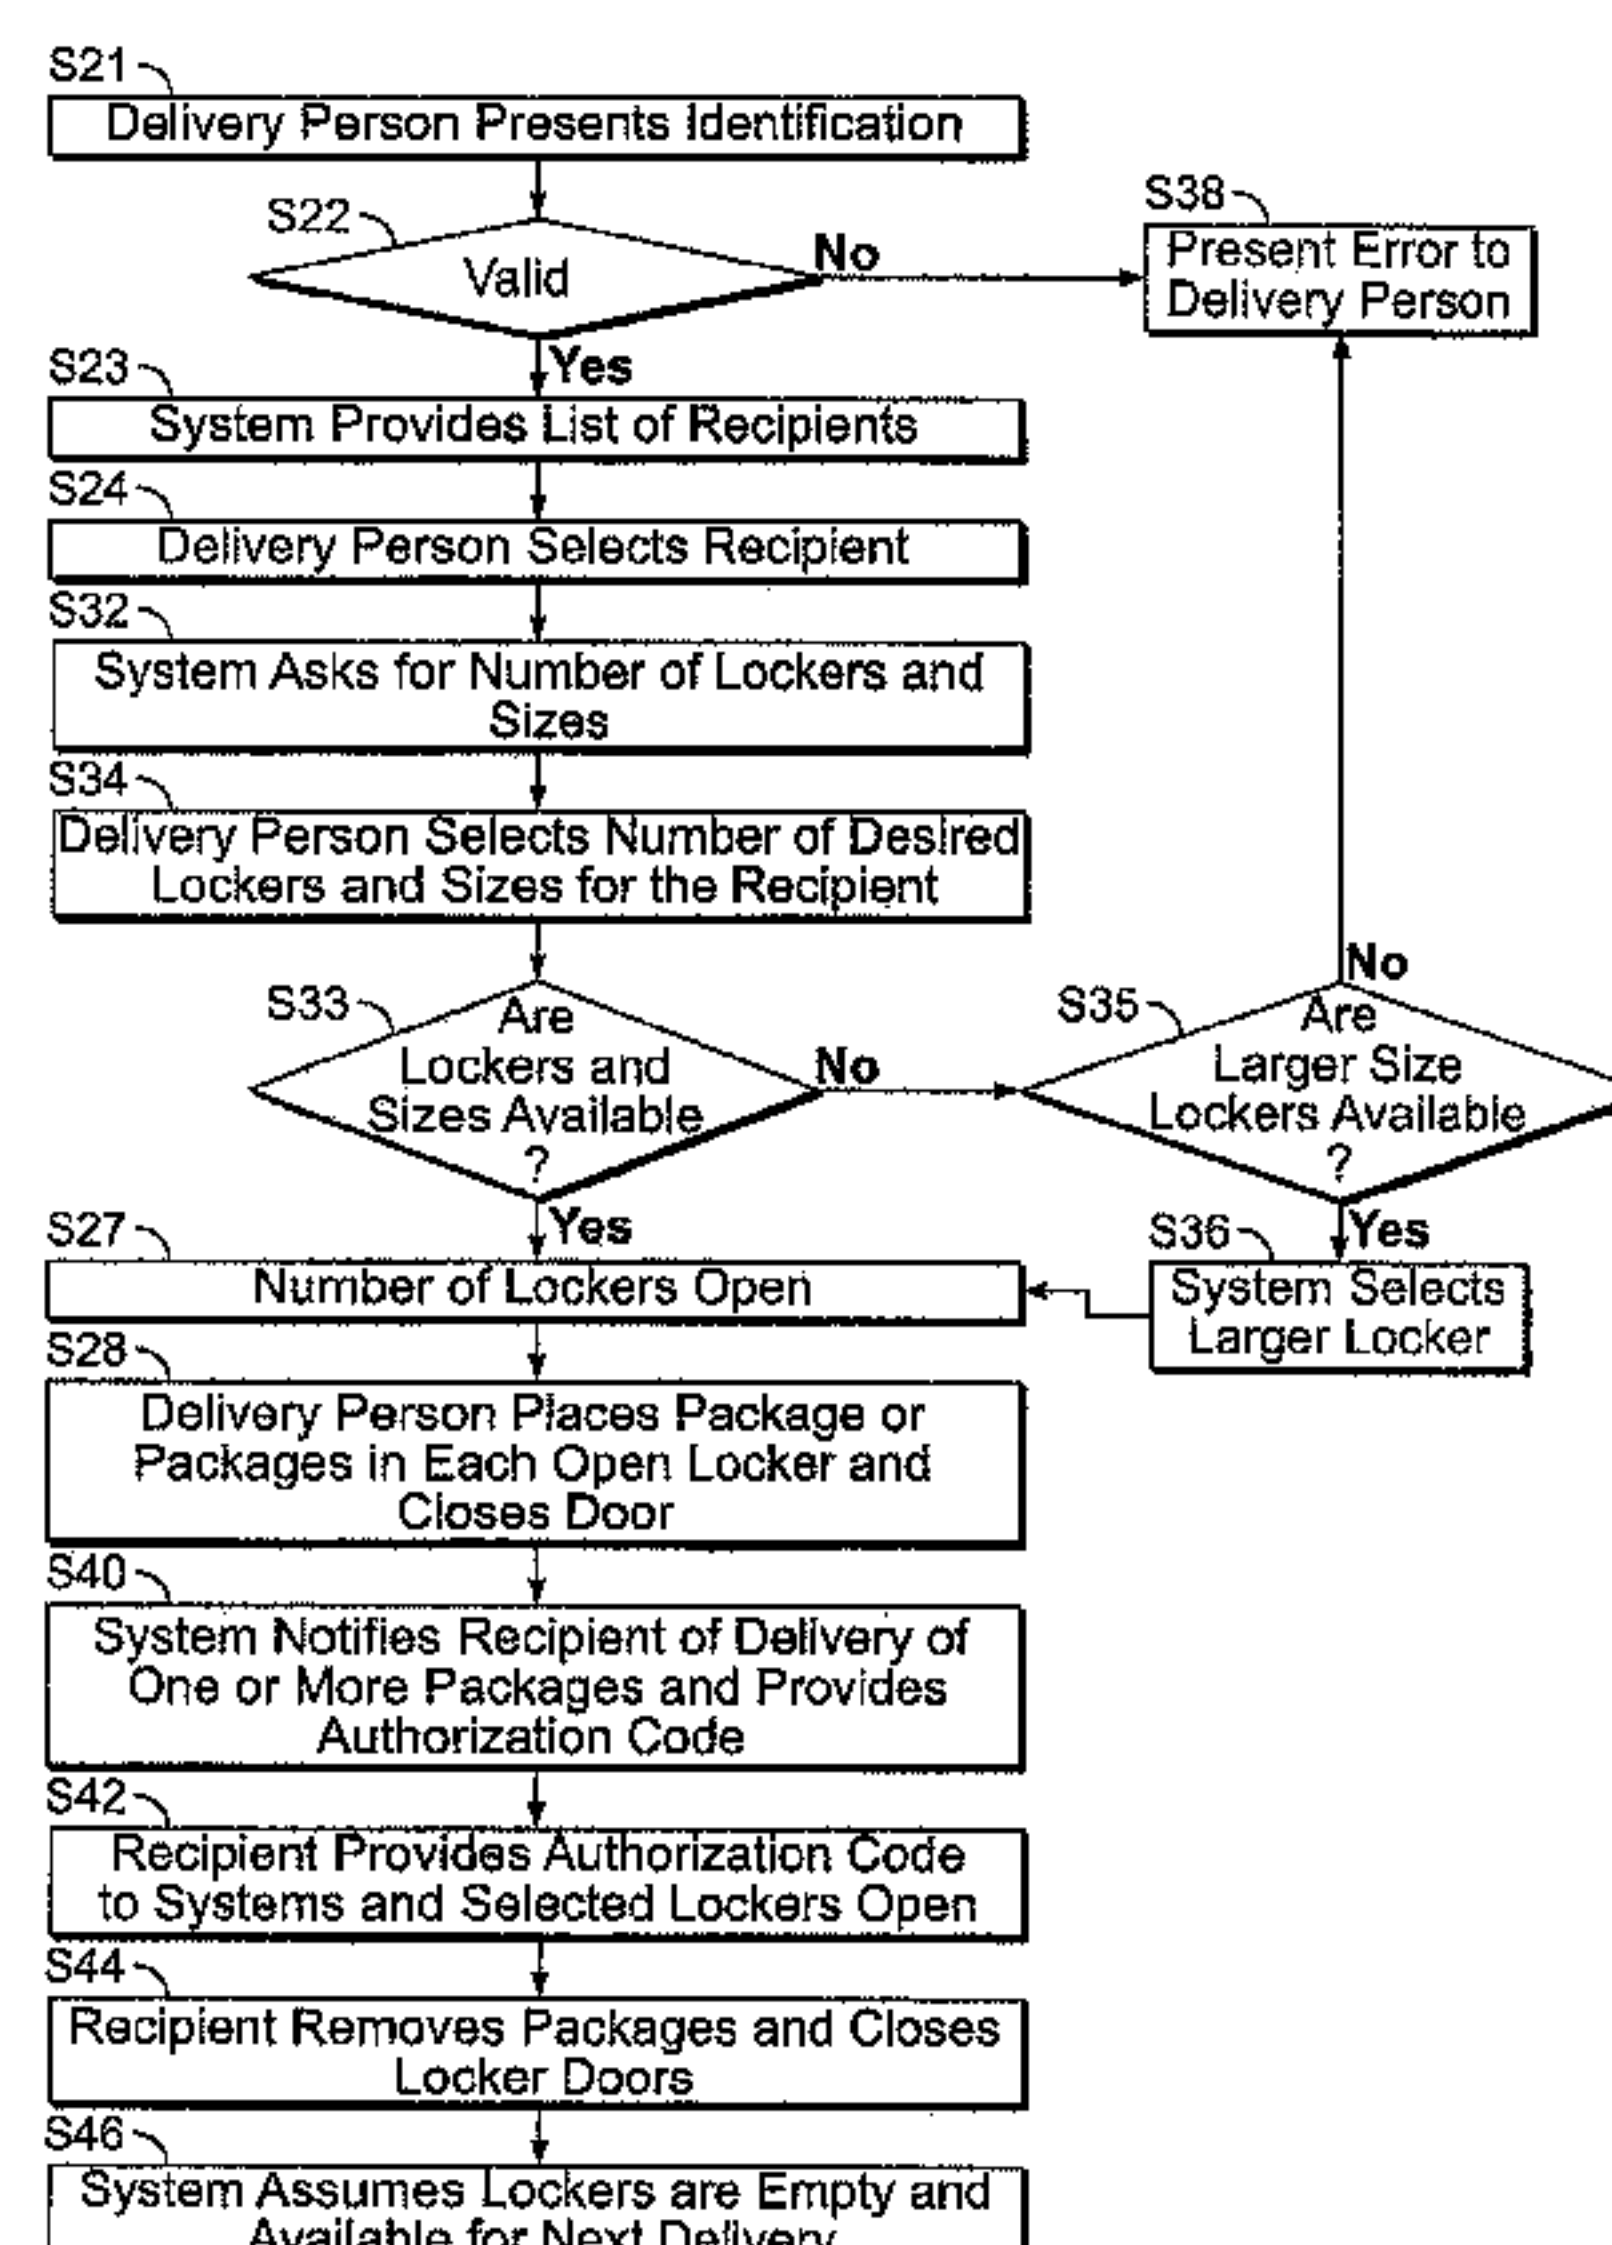 S21
Delivery Person Presents Identification
S22
Valid
No
S38
Present Error to
Delivery Person
Yes
S23
System Provides List of Recipients
S24
Delivery Person Selects Recipient
S32
System Asks for Number of Lockers and
Sizes
S34
Delivery Person Selects Number of Desired
Lockers and Sizes for the Recipient
S33
Are
Lockers and
Sizes Available
?
No
S35
No
Are
Larger Size
Lockers Available
?
Yes
S27
Number of Lockers Open
Yes
S36
System Selects
Larger Locker
S28
Delivery Person Places Package or
Packages in Each Open Locker and
Closes Door
S40
System Notifies Recipient of Delivery of
One or More Packages and Provides
Authorization Code
S42
Recipient Provides Authorization Code
to Systems and Selected Lockers Open
S44
Recipient Removes Packages and Closes
Locker Doors
S46
System Assumes Lockers are Empty and
Available for Next Delivery